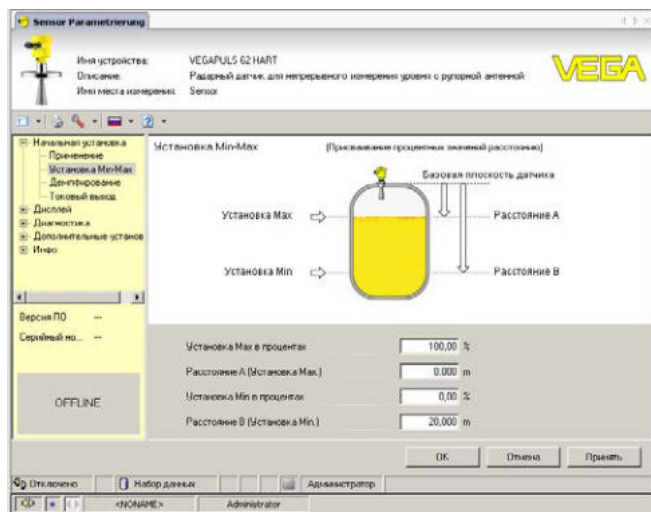 Sensor Parametrierung
Имя устройства: VEGAPULS 62 HART
Описание: Радарный датчик для непрерывного измерения уровня с рупорной антенной
Имя места измерения: Sensor
VEGA
Начальная установка
Применение
Установка Min-Max
Демпфирование
Токовый выход
Дисплей
Диагностика
Дополнительные установ
Инфо
Версия ПО ---
Серийный но... ---
OFFLINE
Установка Min-Max (Присваивание процентных значений расстоянию)
Базовая плоскость датчика
Установка Max
Расстояние A
Установка Min
Расстояние B
Установка Max в процентах 100,00 %
Расстояние A (Установка Max.) 0.000 m
Установка Min в процентах 0,00 %
Расстояние B (Установка Min.) 20,000 m
OK Отмена Принять
Отключено Набор данных Администратор
<NONAME> Administrator